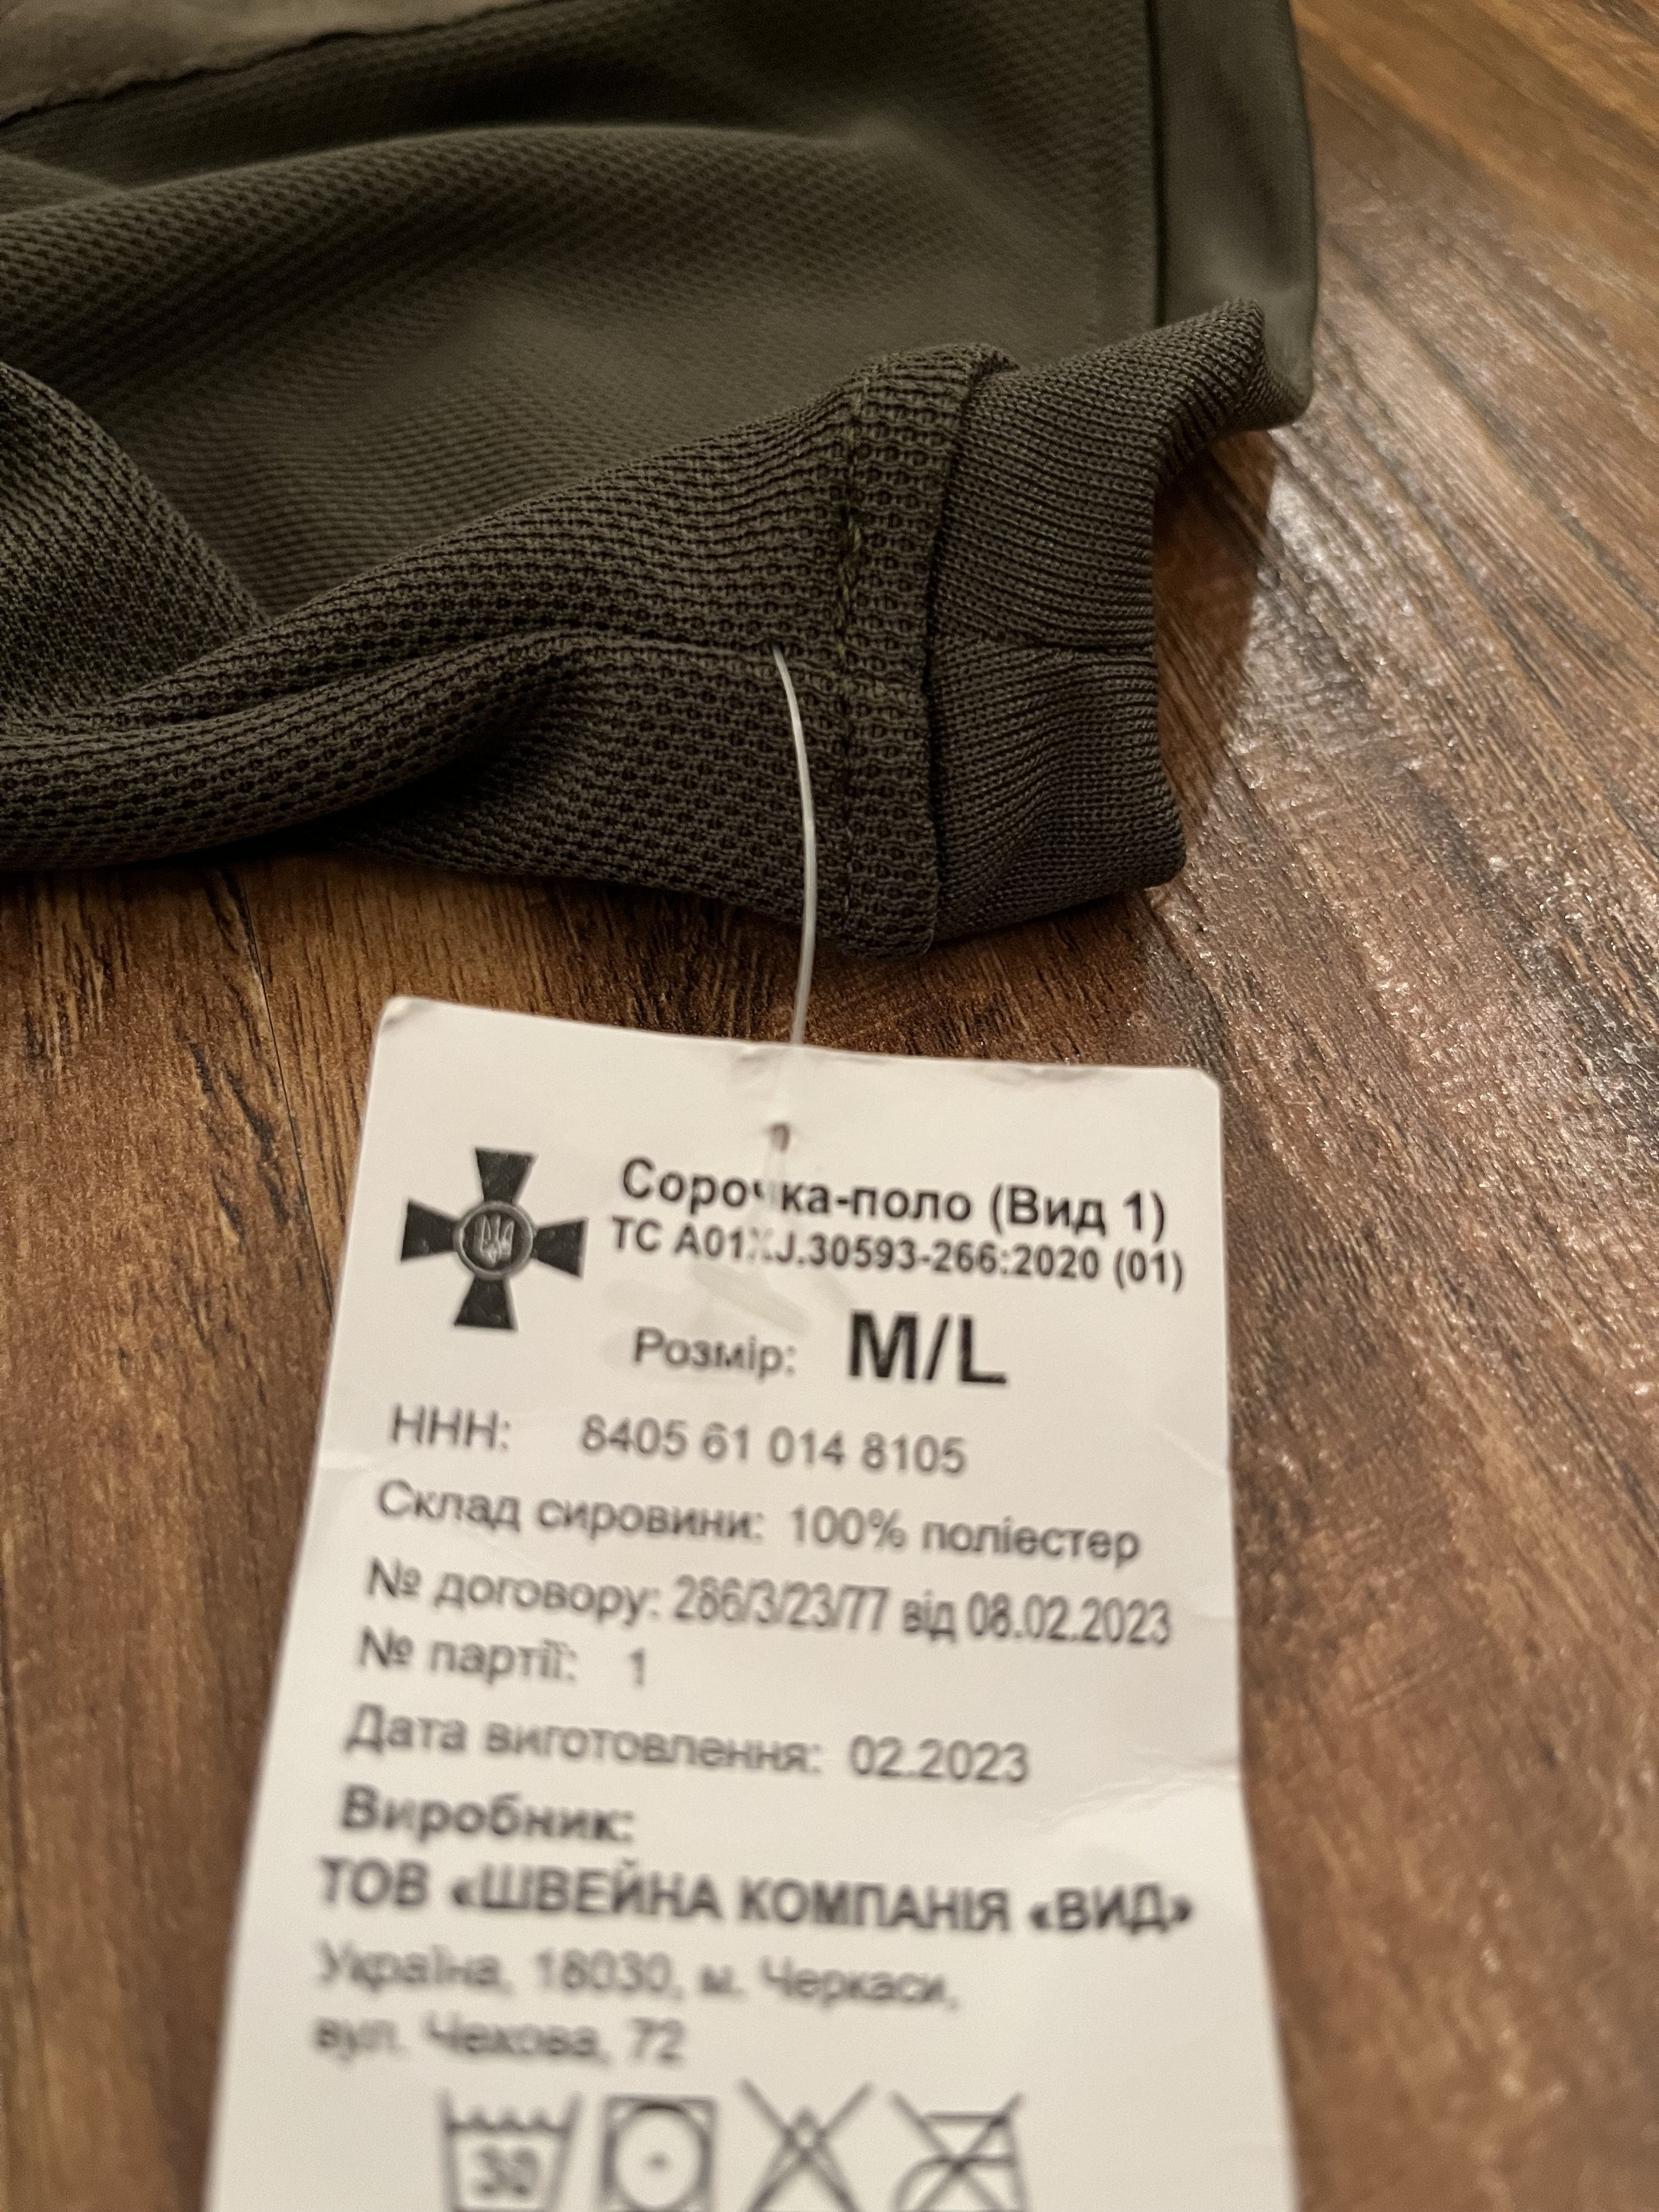 Сорочка-поло (Вид 1)
ТС А01XJ.30593-266:2020 (01)
Розмір: M/L
ННН: 8405 61 014 8105
Склад сировини: 100% поліестер
№ договору: 286/3/23/77 від 08.02.2023
№ партії: 1
Дата виготовлення: 02.2023
Виробник:
ТОВ «ШВЕЙНА КОМПАНІЯ «ВИД»
Україна, 18030, м. Черкаси,
вул. Чехова, 72
30